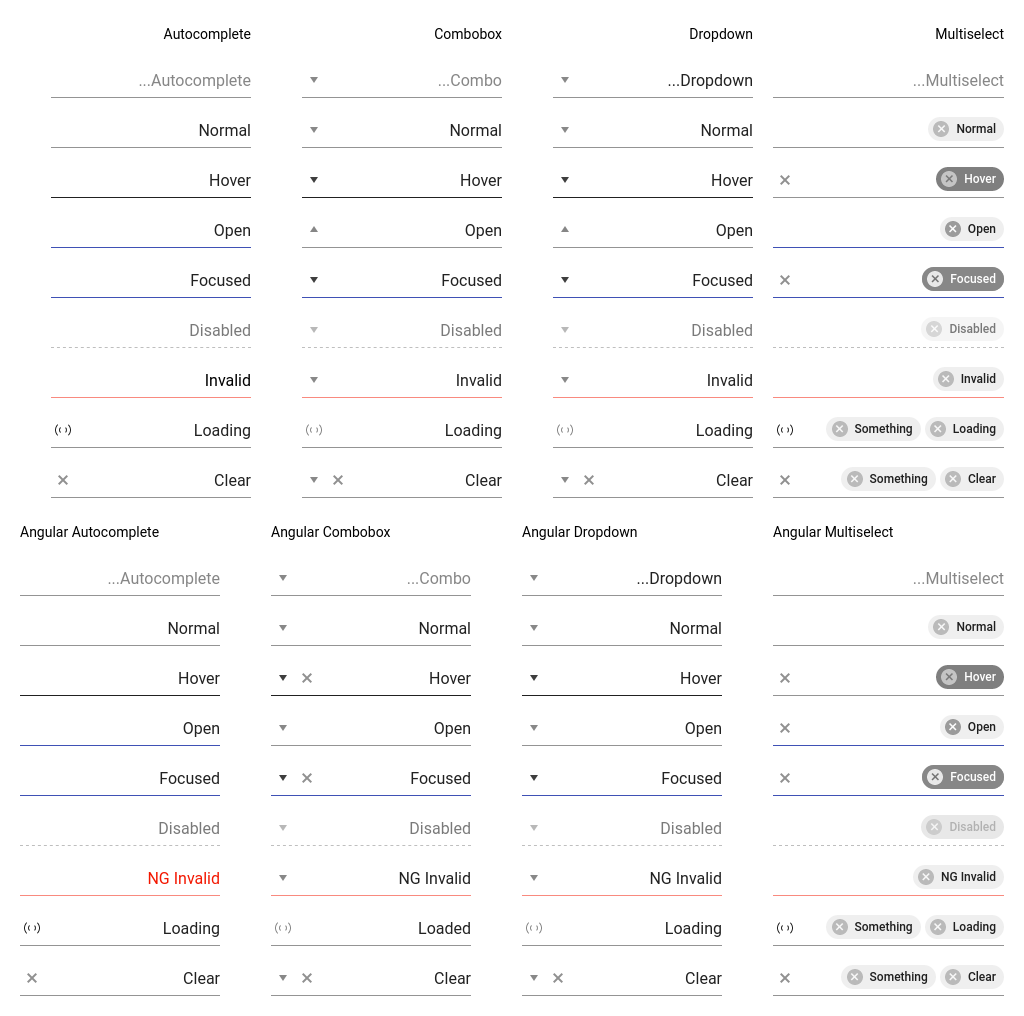 Autocomplete Combobox Dropdown Multiselect
...Autocomplete ...Combo ...Dropdown ...Multiselect
Normal Normal Normal Normal
Hover Hover Hover Hover
Open Open Open Open
Focused Focused Focused Focused
Disabled Disabled Disabled Disabled
Invalid Invalid Invalid Invalid
Loading Loading Loading Something Loading
Clear Clear Clear Something Clear
Angular Autocomplete Angular Combobox Angular Dropdown Angular Multiselect
...Autocomplete ...Combo ...Dropdown ...Multiselect
Normal Normal Normal Normal
Hover Hover Hover Hover
Open Open Open Open
Focused Focused Focused Focused
Disabled Disabled Disabled Disabled
NG Invalid NG Invalid NG Invalid NG Invalid
Loading Loaded Loading Something Loading
Clear Clear Clear Something Clear